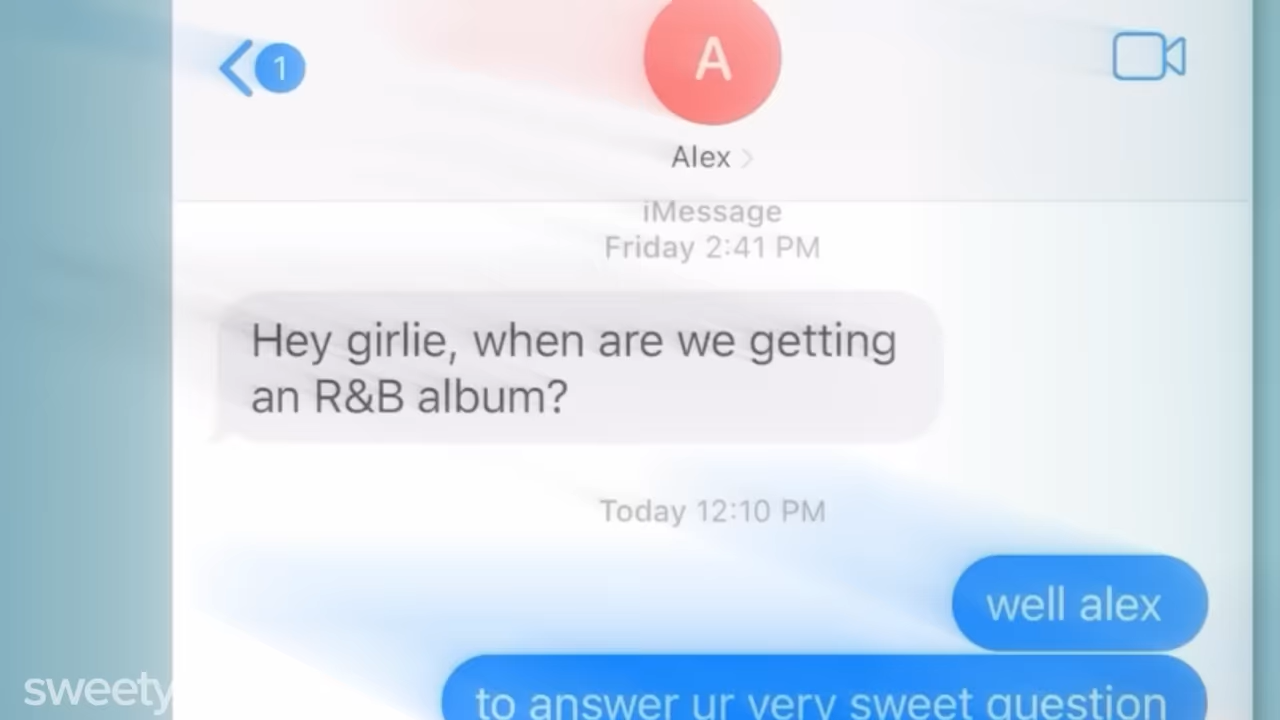 1
A
Alex
iMessage
Friday 2:41 PM
Hey girlie, when are we getting
an R&B album?
Today 12:10 PM
well alex
to answer ur very sweet question
sweety